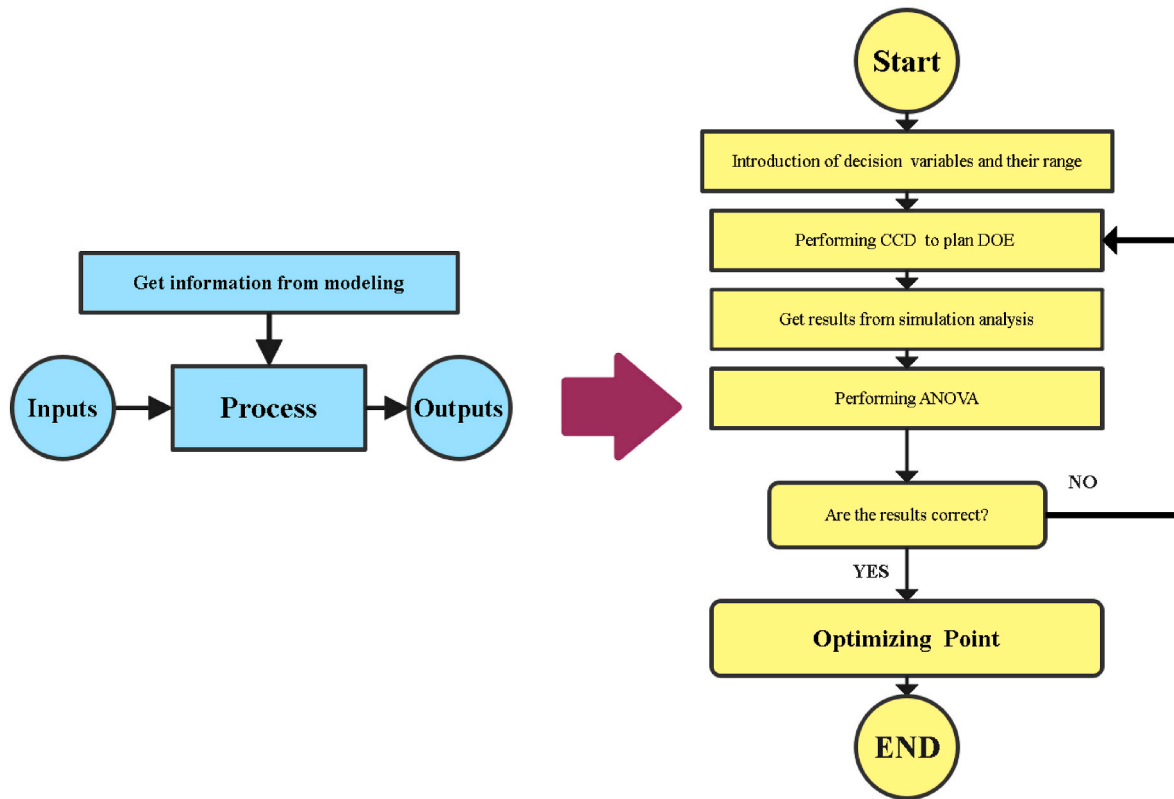 Get information from modeling
Inputs
Process
Outputs
Start
Introduction of decision variables and their range
Performing CCD to plan DOE
Get results from simulation analysis
Performing ANOVA
Are the results correct?
NO
YES
Optimizing Point
END